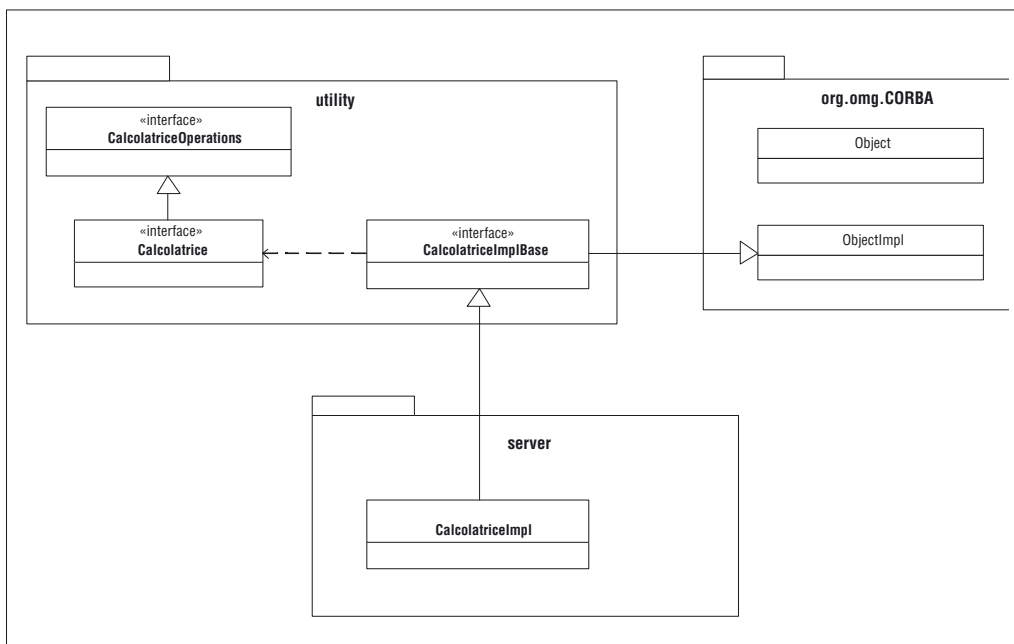 utility
«interface»
CalcolatriceOperations
«interface»
Calcolatrice
«interface»
CalcolatriceImplBase
org.omg.CORBA
Object
ObjectImpl
server
CalcolatriceImpl